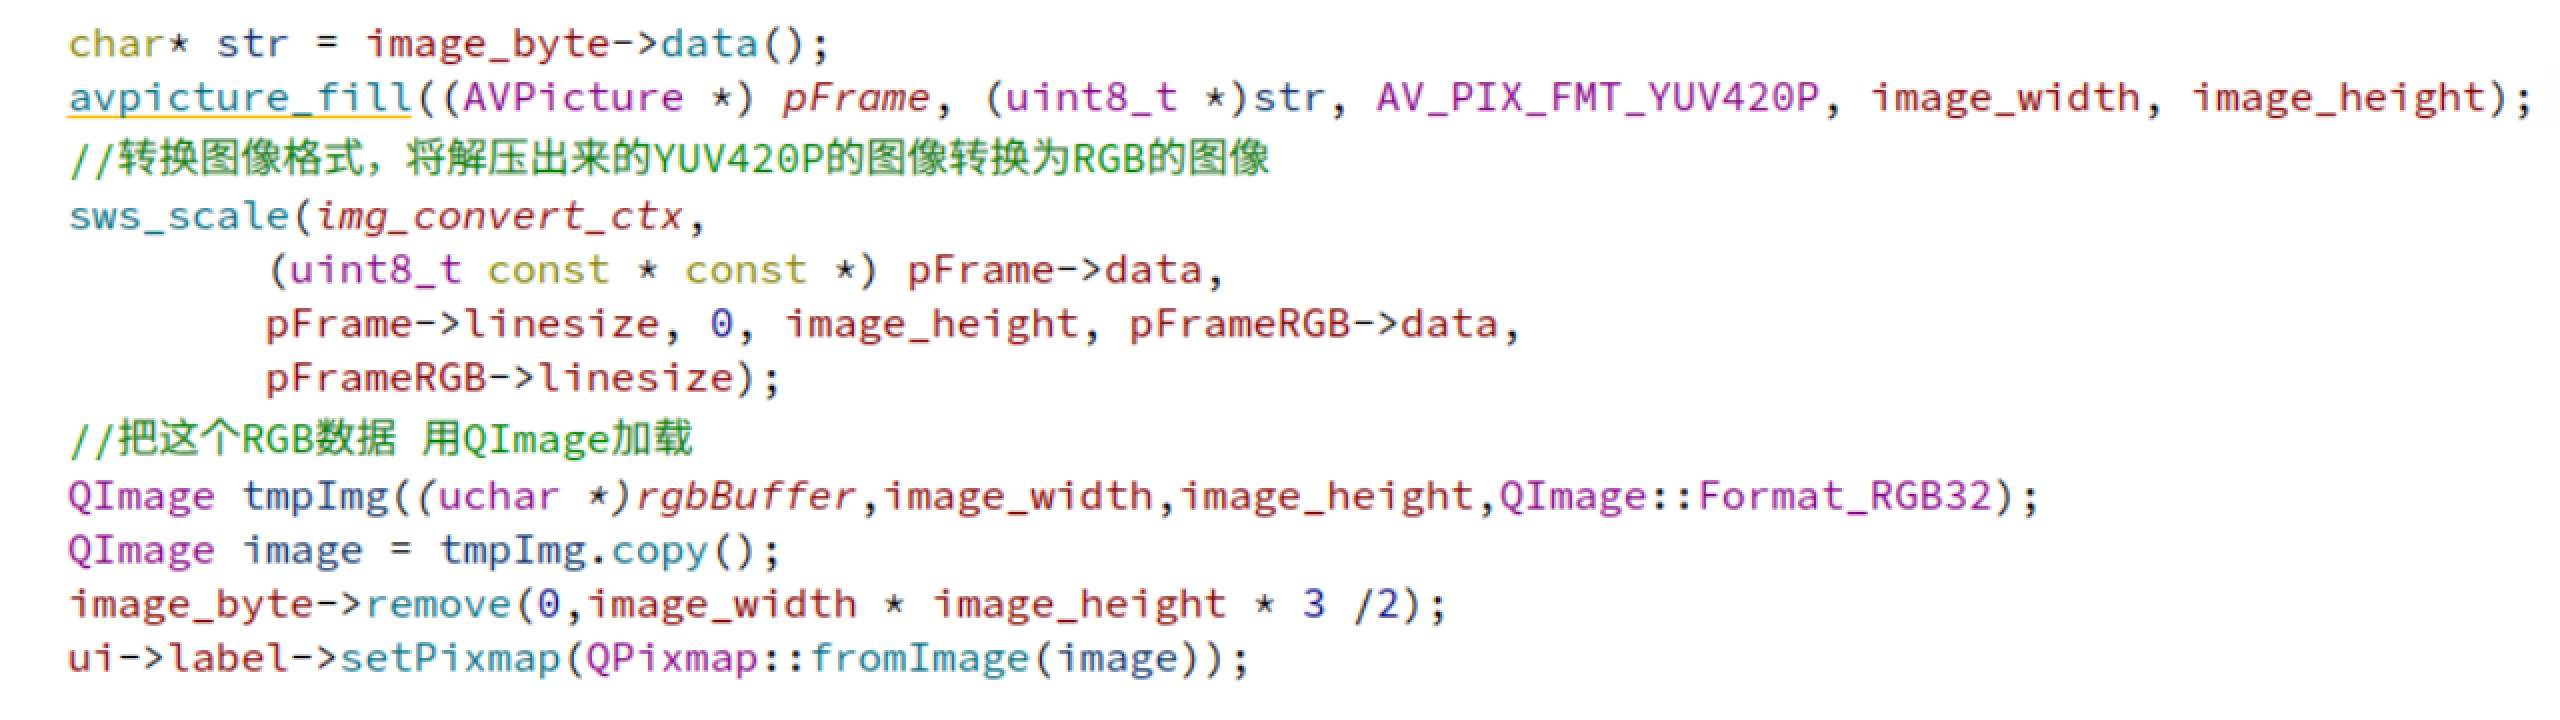 char* str = image_byte->data();
avpicture_fill((AVPicture *) pFrame, (uint8_t *)str, AV_PIX_FMT_YUV420P, image_width, image_height);
//转换图像格式，将解压出来的YUV420P的图像转换为RGB的图像
sws_scale(img_convert_ctx,
(uint8_t const * const *) pFrame->data,
pFrame->linesize, 0, image_height, pFrameRGB->data,
pFrameRGB->linesize);
//把这个RGB数据 用QImage加载
QImage tmpImg((uchar *)rgbBuffer,image_width,image_height,QImage::Format_RGB32);
QImage image = tmpImg.copy();
image_byte->remove(0,image_width * image_height * 3 /2);
ui->label->setPixmap(QPixmap::fromImage(image));